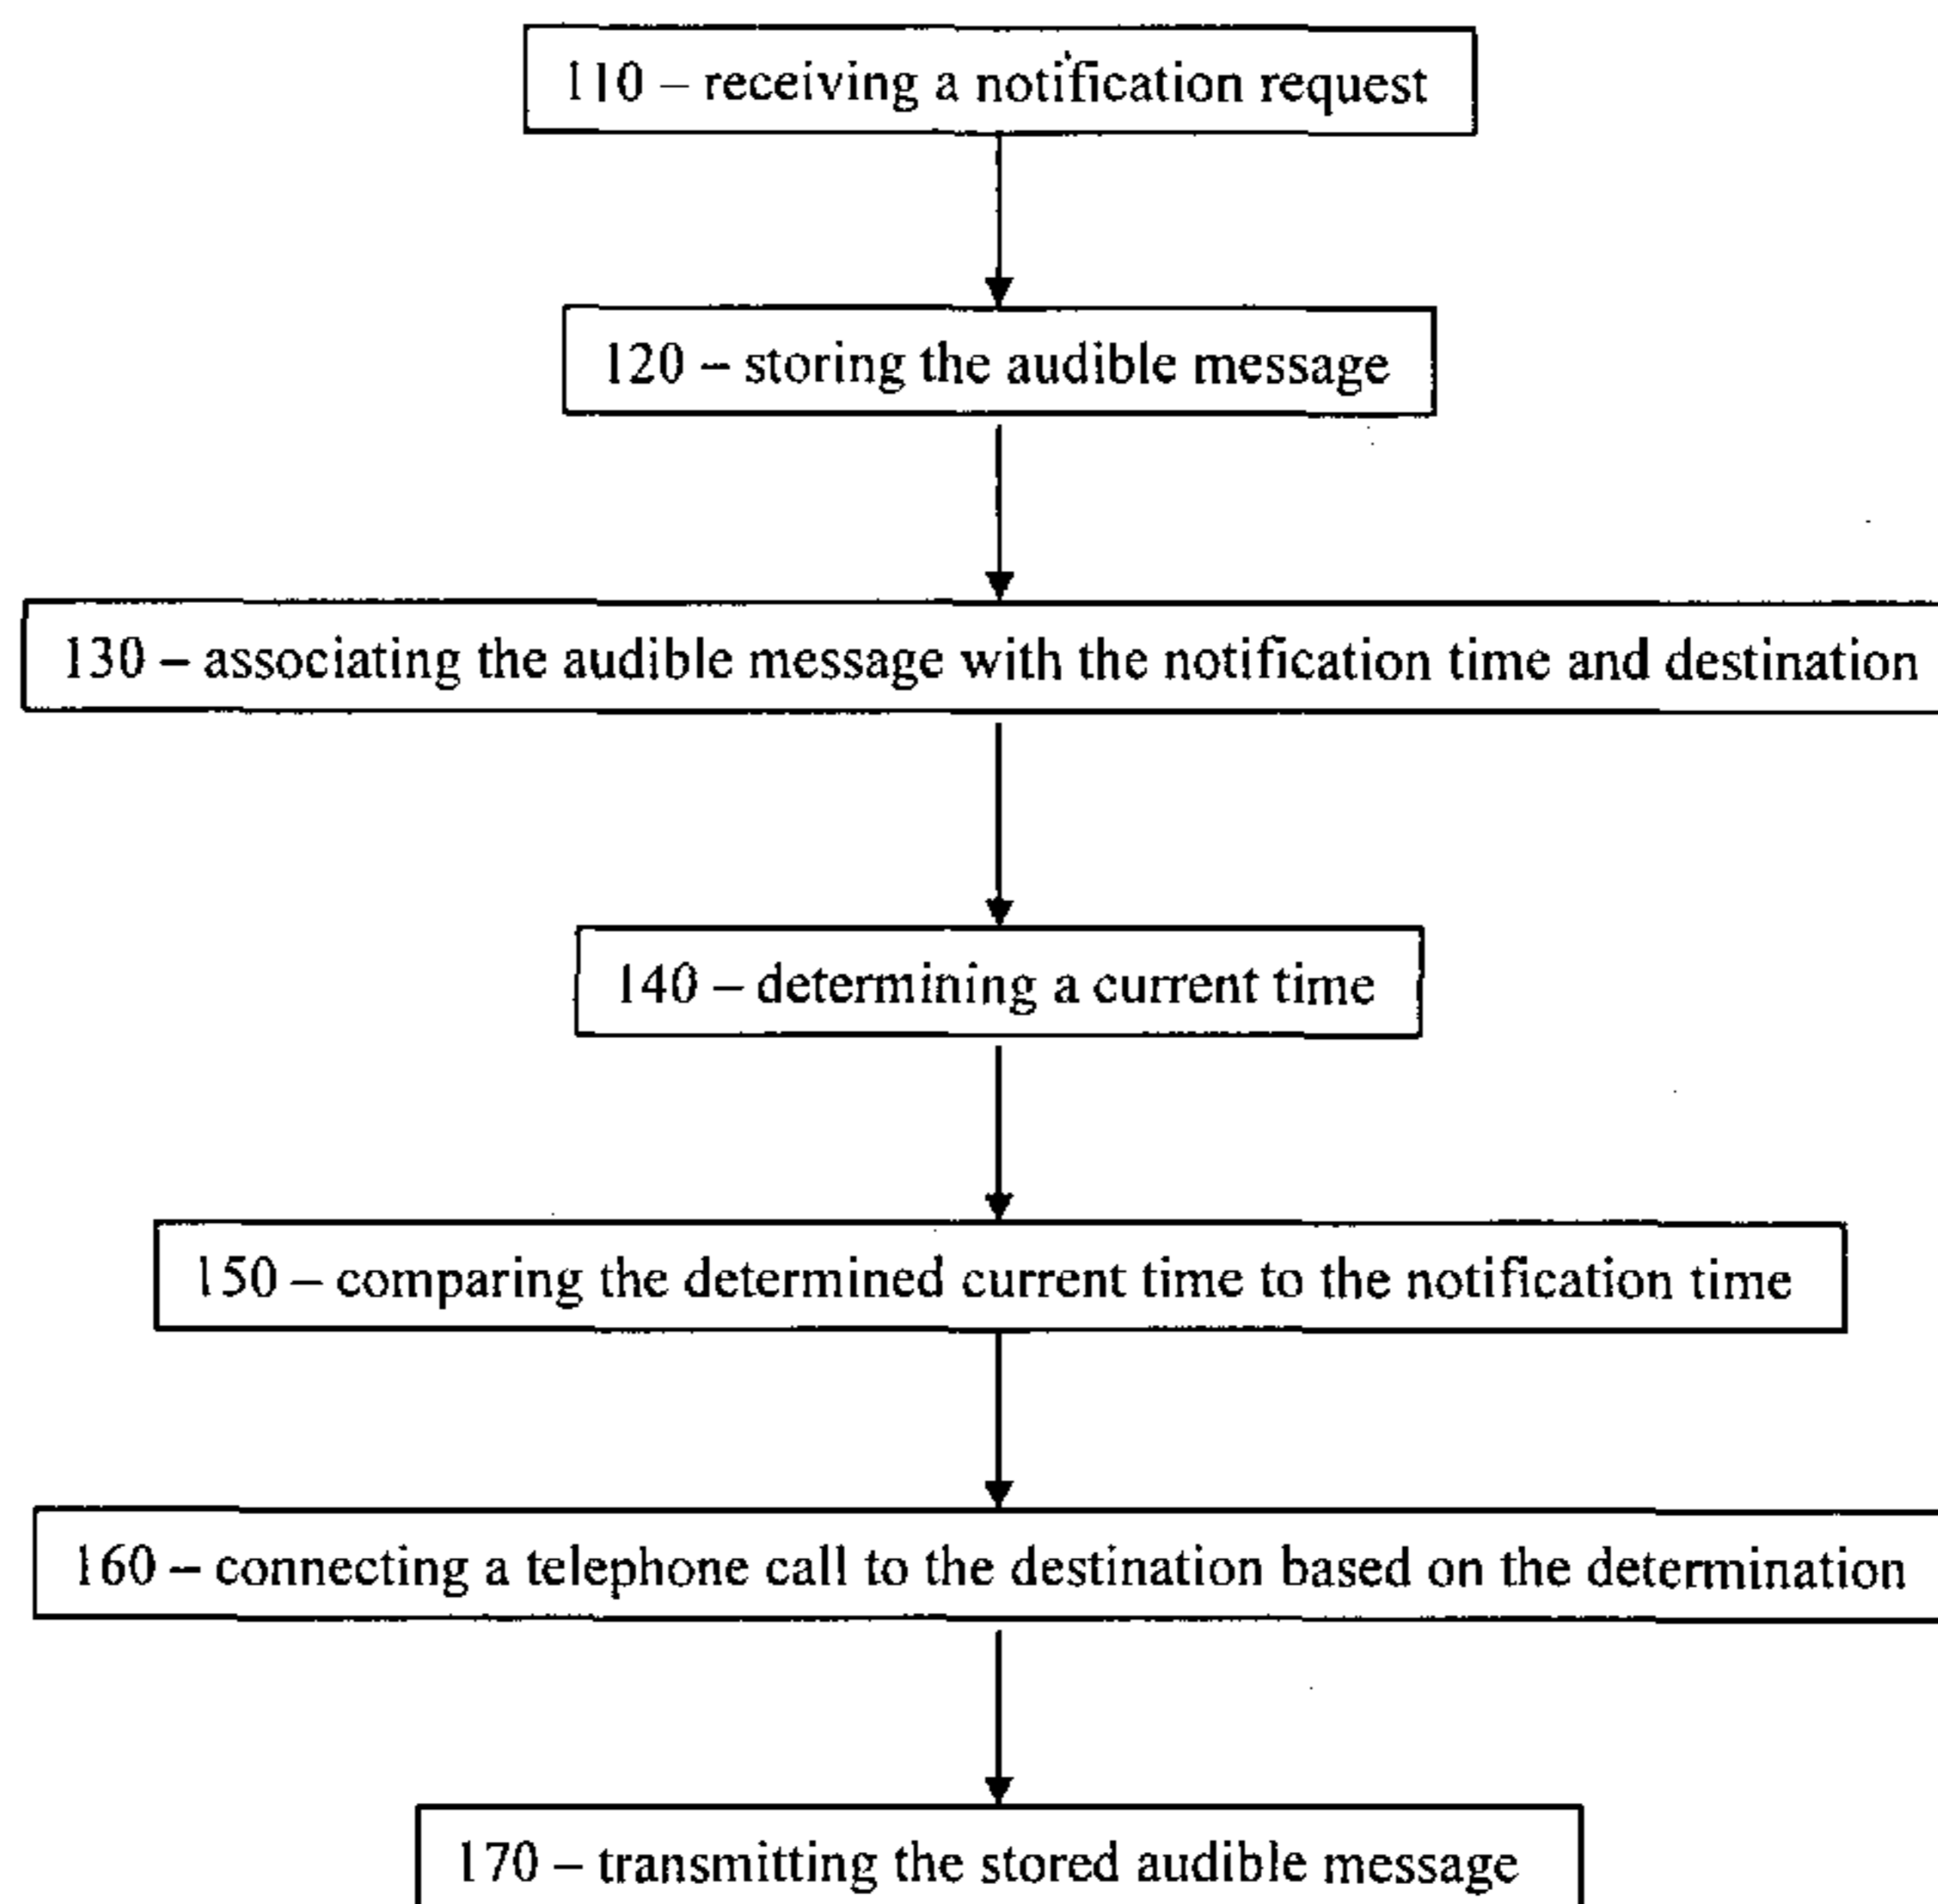 110 – receiving a notification request
120 – storing the audible message
130 – associating the audible message with the notification time and destination
140 – determining a current time
150 – comparing the determined current time to the notification time
160 – connecting a telephone call to the destination based on the determination
170 – transmitting the stored audible message